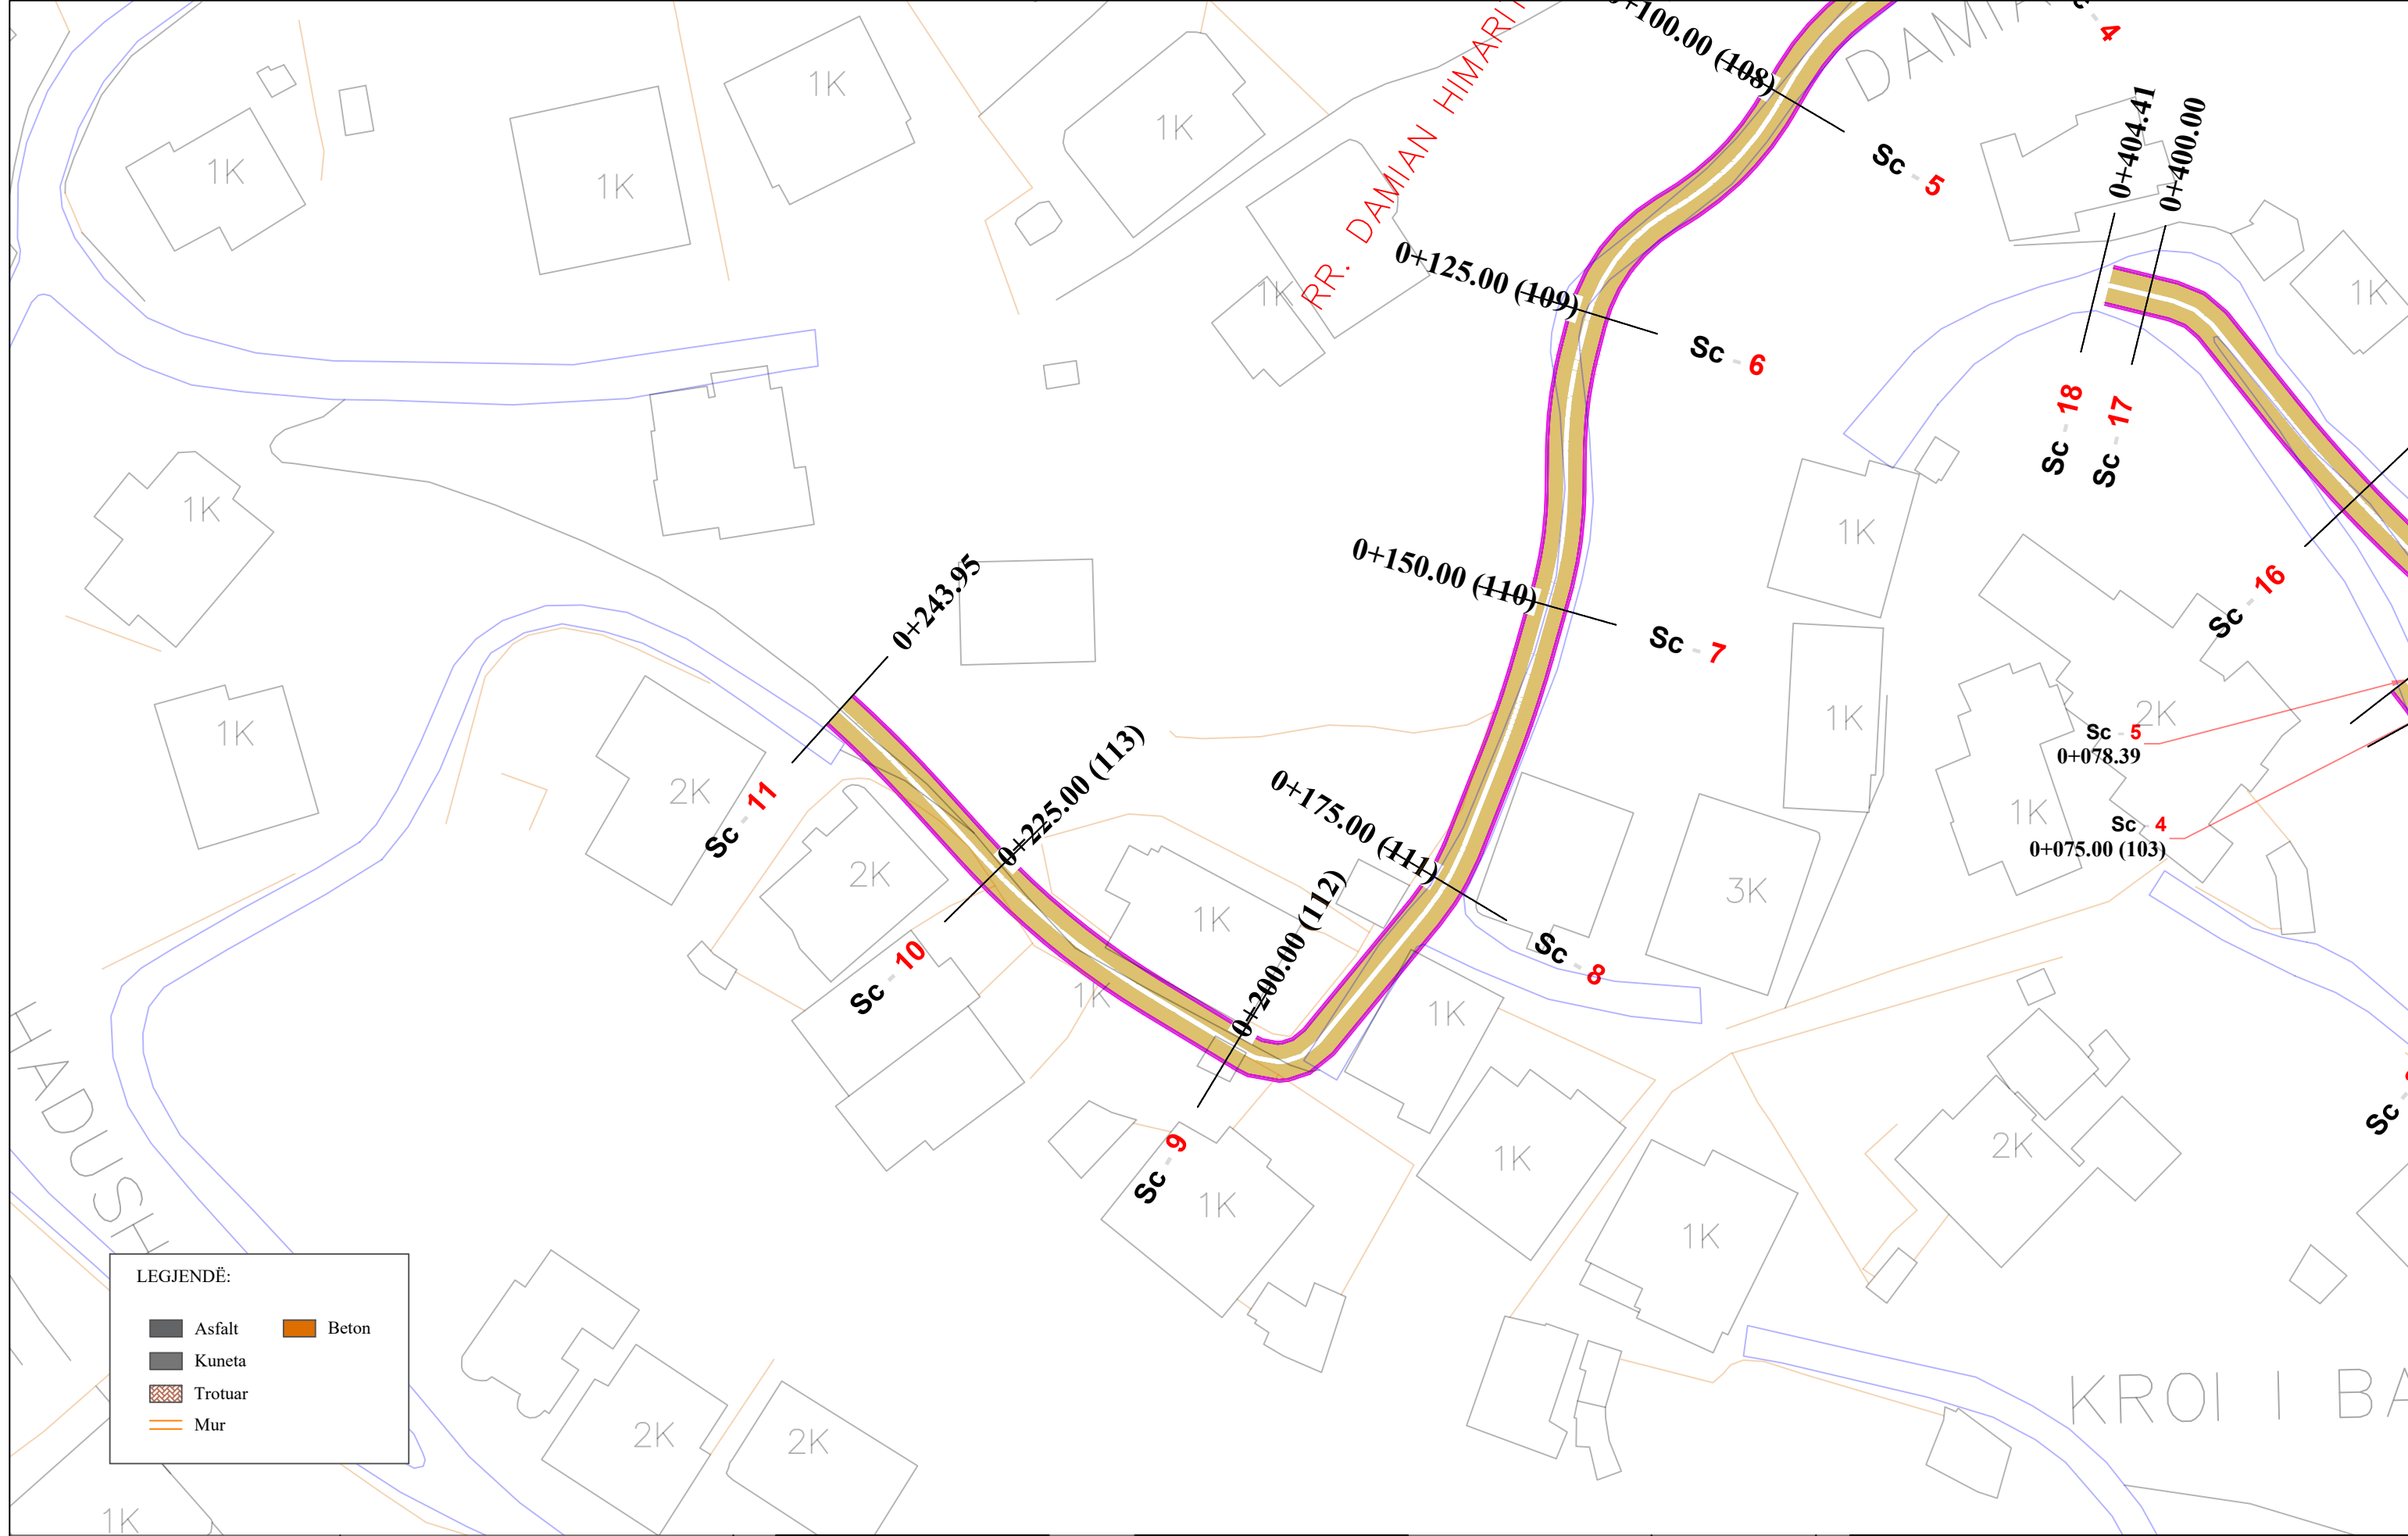 0+100.00 (108)
DAMIA
4
RR. DAMIAN HIMARIT
1K
1K
1K
1K
1K
1K
Sc - 5
0+404.41
0+400.00
0+125.00 (109)
Sc - 6
Sc - 18
Sc - 17
1K
1K
0+150.00 (110)
Sc - 7
Sc - 16
0+243.95
1K
1K
2K
Sc - 5
0+078.39
2K
Sc - 11
0+225.00 (113)
0+175.00 (111)
1K
Sc - 4
0+075.00 (103)
2K
1K
3K
0+200.00 (112)
Sc - 10
Sc - 8
1K
1K
HADUSH
Sc - 9
1K
1K
1K
2K
Sc -
LEGJENDË:
Asfalt
Beton
Kuneta
Trotuar
Mur
2K
2K
KROI I BA
1K